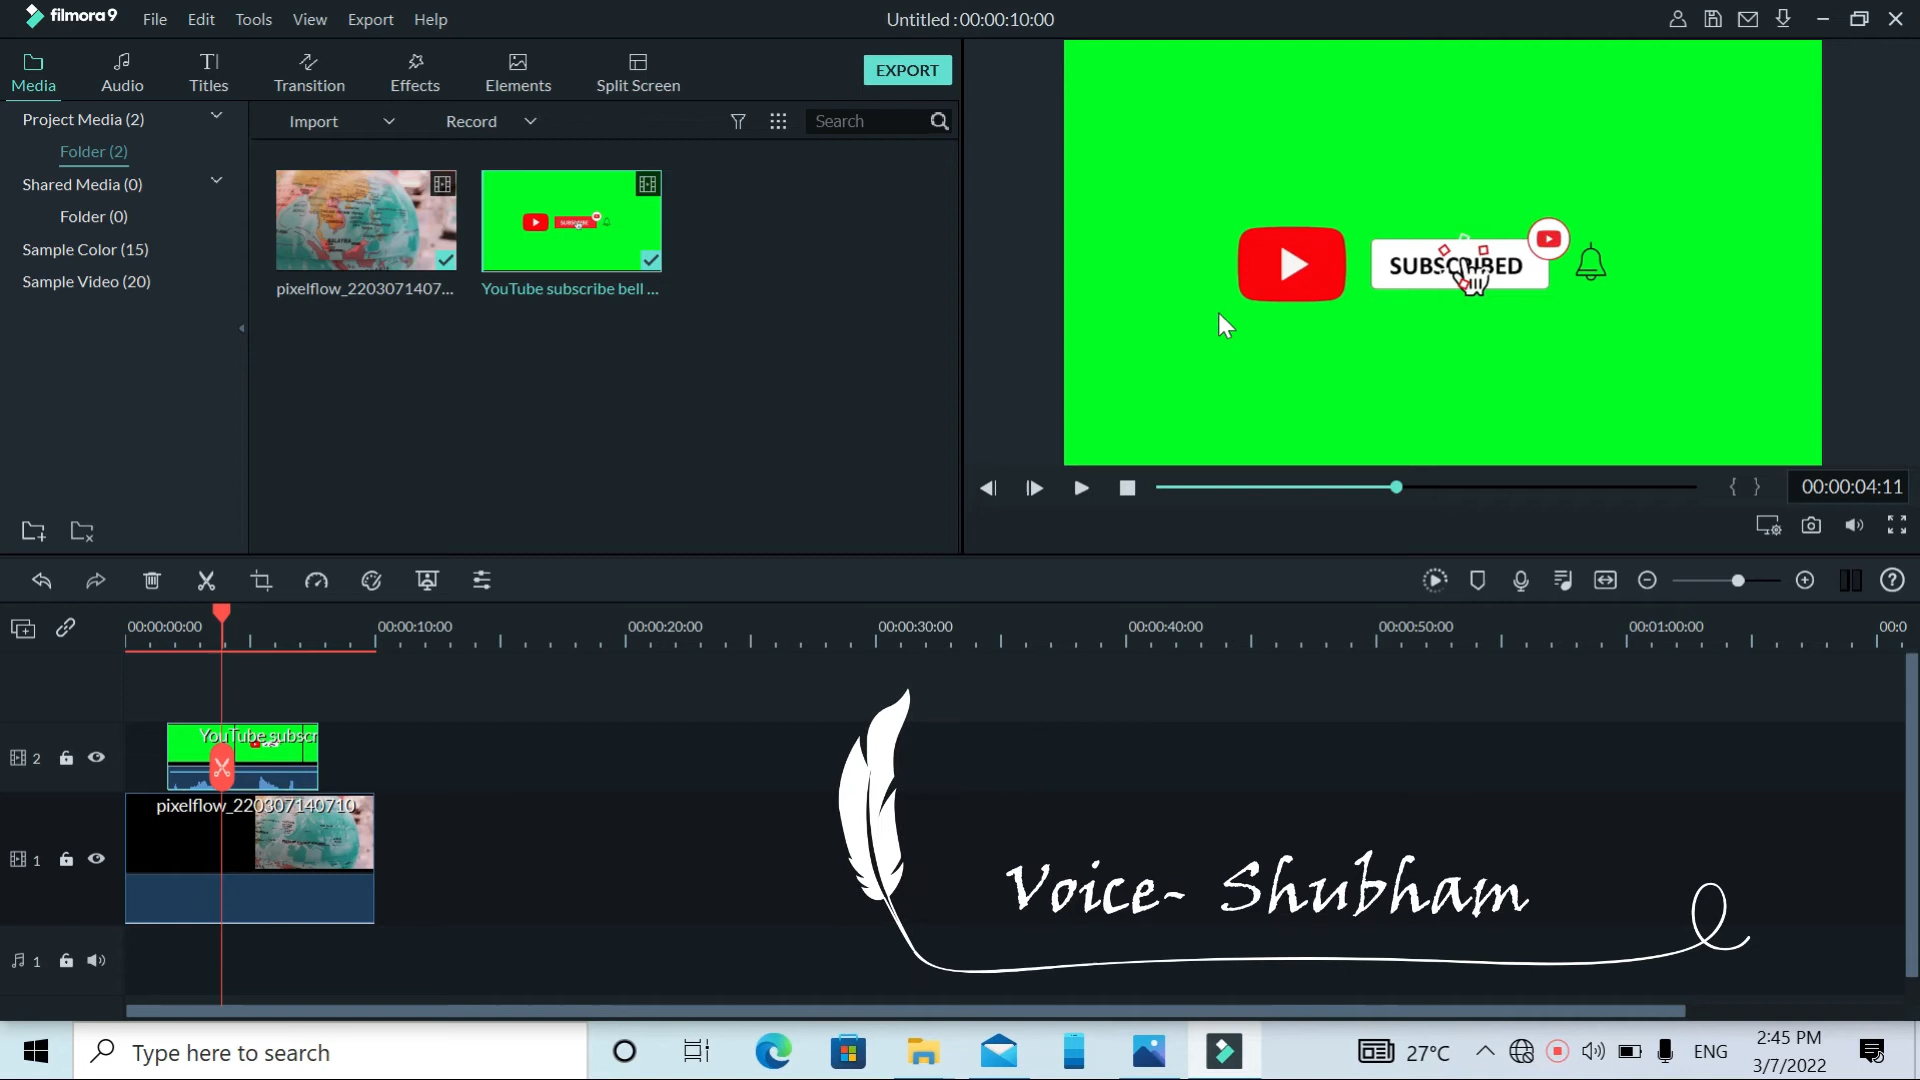 filmora9
File Edit Tools View Export Help
Untitled : 00:00:10:00
Media Audio Titles Transition Effects Elements Split Screen
EXPORT
Project Media (2)
Folder (2)
Shared Media (0)
Folder (0)
Sample Color (15)
Sample Video (20)
Import Record Search
pixelflow_2203071407...
YouTube subscribe bell ...
SUBSCRIBED
00:00:04:11
00:00:00:00 00:00:10:00 00:00:20:00 00:00:30:00 00:00:40:00 00:00:50:00 00:01:00:00 00:0
2
YouTube subscr
1
pixelflow_220307140710
1
Voice- Shubham
Type here to search
27°C
ENG
2:45 PM
3/7/2022